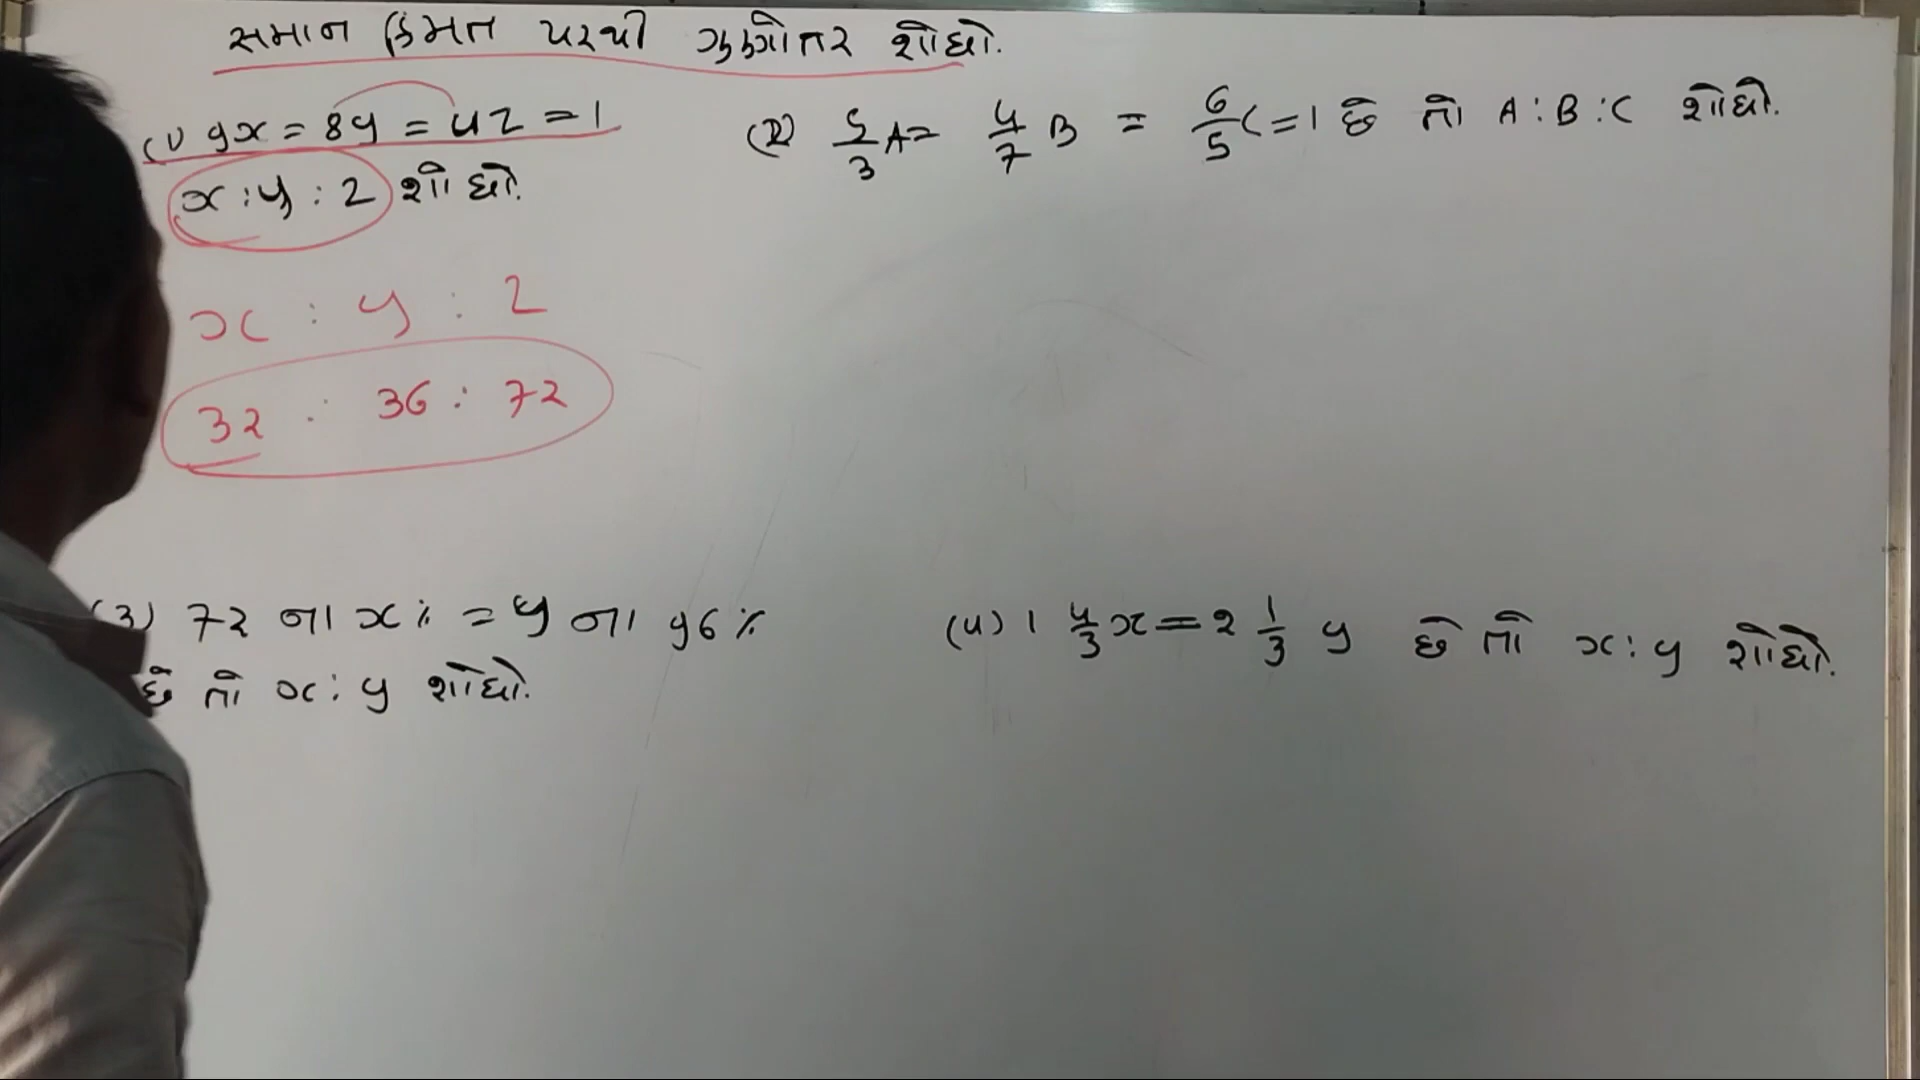 સમાન કિંમત પરથી ગુણોત્તર શોધો.
(1) 9x = 8y = 4z = 1
x : y : z શોધો.
x : y : z
32 : 36 : 72
(2) 5/3 A = 4/7 B = 6/5 C = 1 છે તો A : B : C શોધો.
(3) 72 ના x% = y ના 96%
છે તો x : y શોધો.
(4) 1 4/3 x = 2 1/3 y છે તો x : y શોધો.